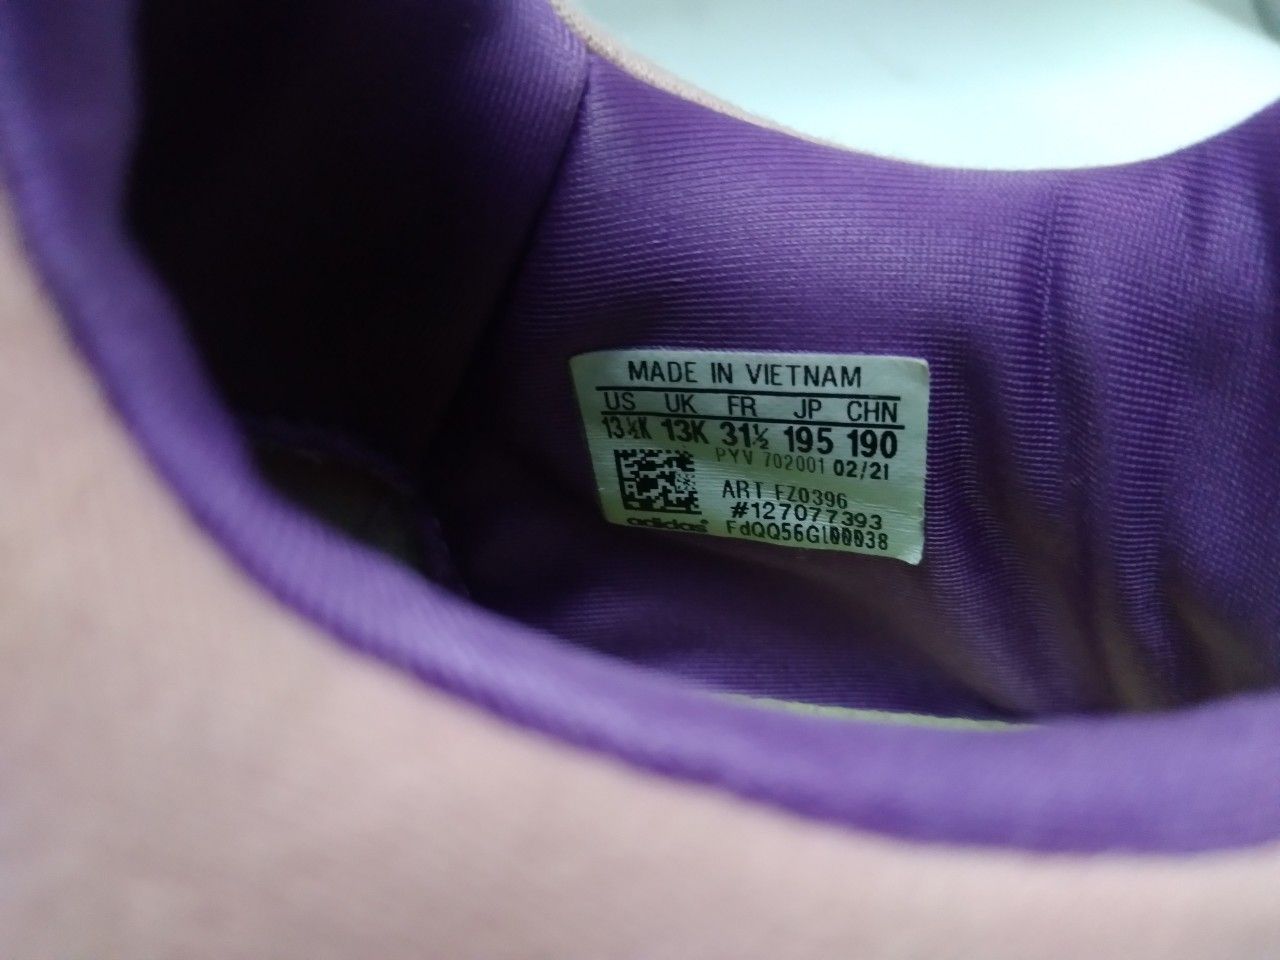 MADE IN VIETNAM
US UK FR JP CHN
13½K 13K 31½ 195 190
PYV 702001 02/21
ART FZ0396
#127077393
adidas FdQQ56Gl00038